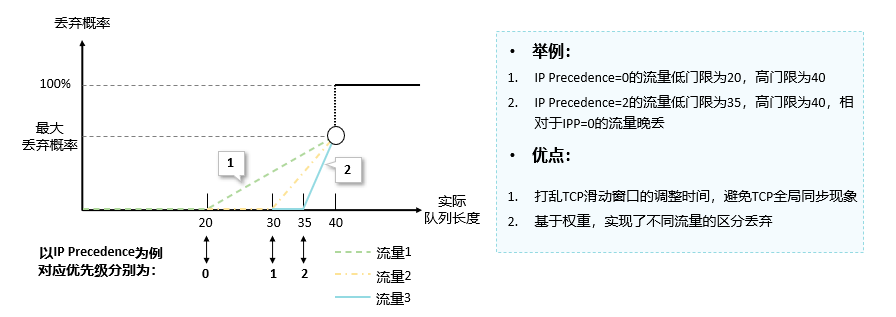 丢弃概率
100%
最大
丢弃概率
1
2
20
30
35
40
实际
队列长度
以IP Precedence为例
对应优先级分别为：
0
1
2
流量1
流量2
流量3
• 举例：
1. IP Precedence=0的流量低门限为20，高门限为40
2. IP Precedence=2的流量低门限为35，高门限为40，相
对于IPP=0的流量晚丢
• 优点：
1. 打乱TCP滑动窗口的调整时间，避免TCP全局同步现象
2. 基于权重，实现了不同流量的区分丢弃